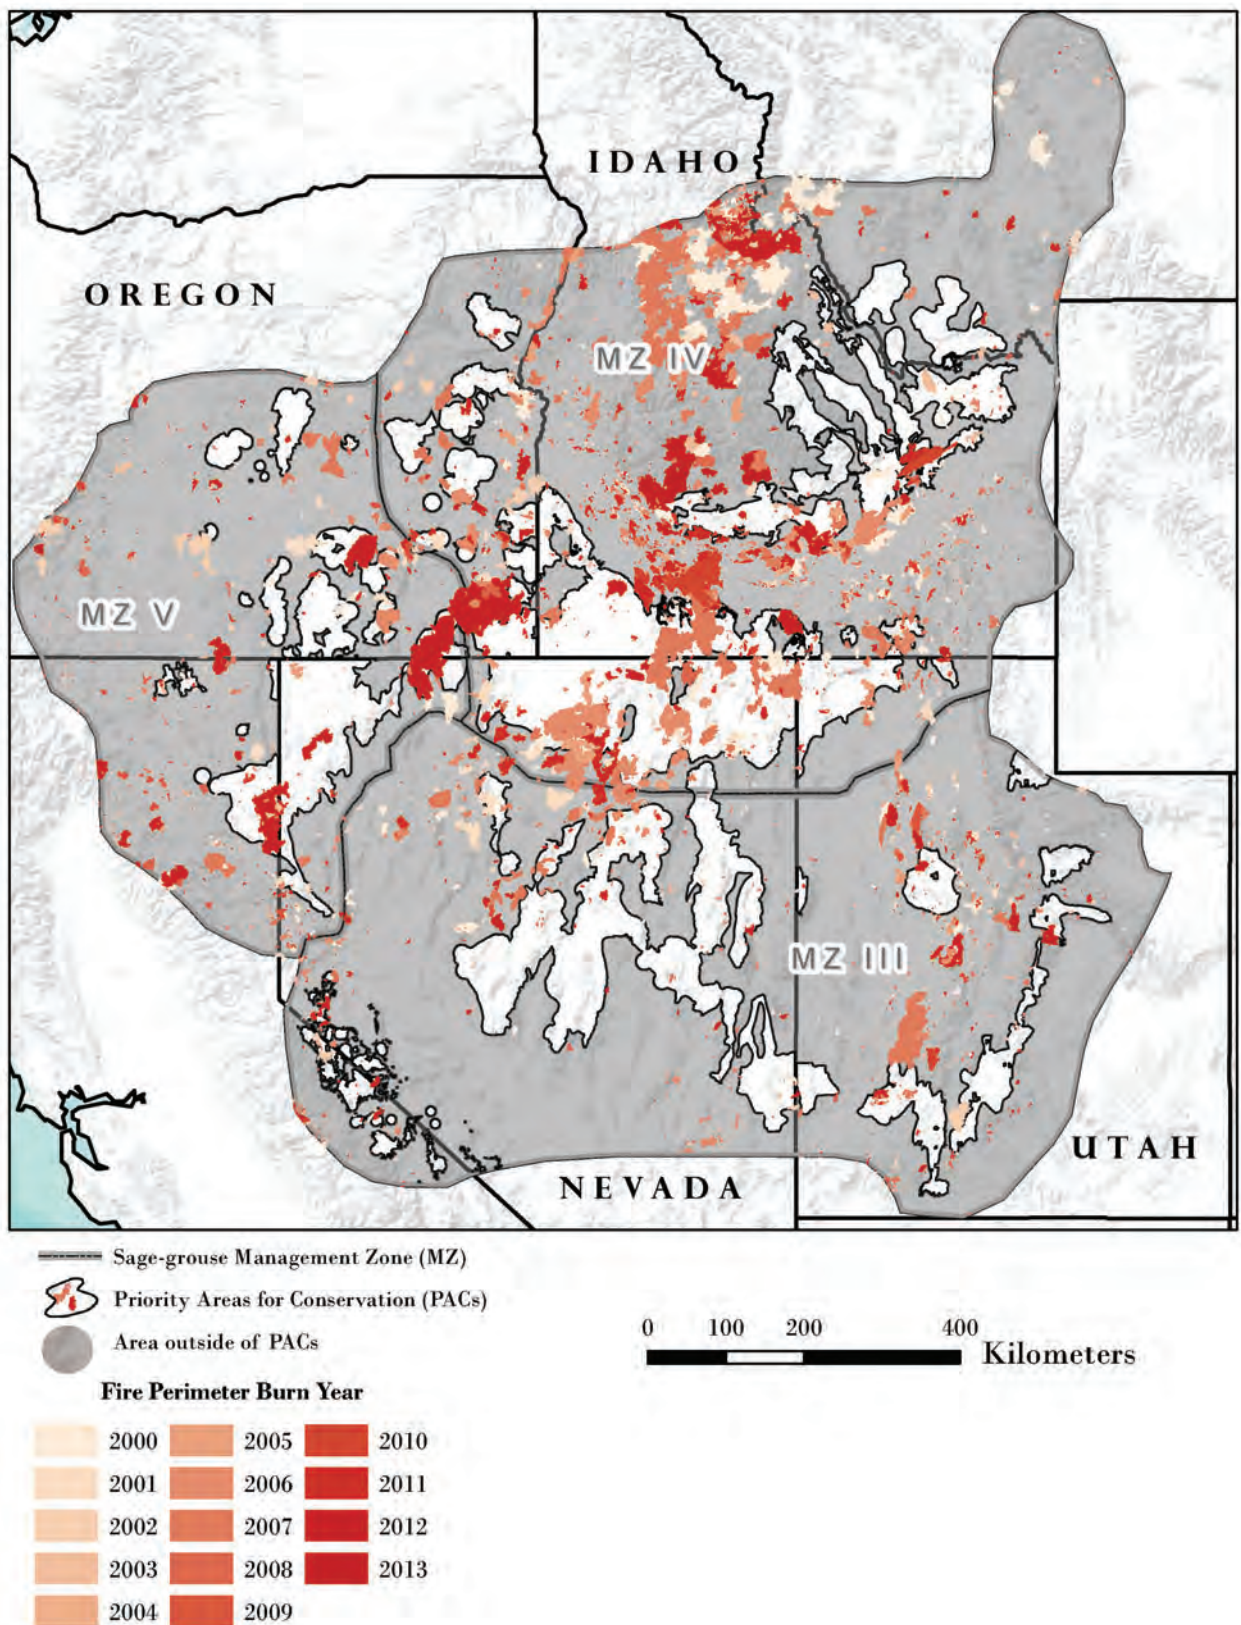 IDAHO
OREGON
MZ IV
MZ V
MZ III
UTAH
NEVADA
Sage-grouse Management Zone (MZ)
Priority Areas for Conservation (PACs)
Area outside of PACs
0 100 200 400
Kilometers
Fire Perimeter Burn Year
2000 2005 2010
2001 2006 2011
2002 2007 2012
2003 2008 2013
2004 2009